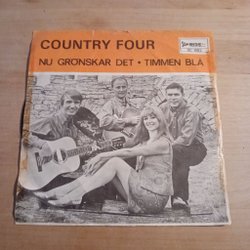 COUNTRY FOUR
NU GRÖNSKAR DET • TIMMEN BLÅ